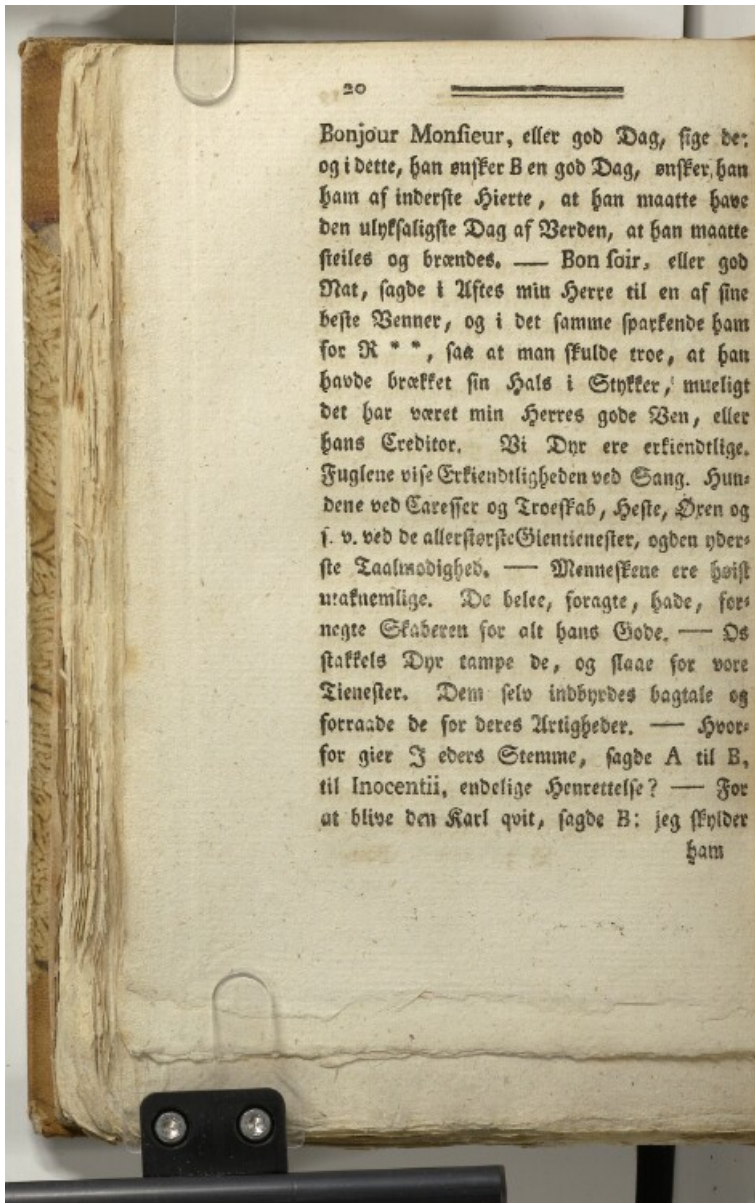 20
Bonjour Monsieur, eller god Dag, sige de:
og i dette, han ønsker B en god Dag, ønsker han
ham af inderste Hierte, at han maatte have
den ulyksaligste Dag af Verden, at han maatte
steiles og brændes. — Bon soir, eller god
Nat, sagde i Aftes min Herre til en af sine
beste Venner, og i det samme sparkende ham
for R * *, saa at man skulde troe, at han
havde brækket sin Hals i Stykker, mueligt
det har været min Herres gode Ven, eller
hans Creditor. Vi Dyr ere erkiendtlige.
Fuglene vise Erkiendtligheden ved Sang. Hun-
dene ved Caresser og Troeskab, Heste, Øxen og
s. v. ved de allerstørste Gientienester, og den yder-
ste Taalmodighed. — Menneskene ere høist
utaknemlige. De belee, foragte, hade, for-
negte Skaberen for alt hans Gode. — Os
stakkels Dyr tampe de, og slaae for vore
Tienester. Dem selv indbyrdes bagtale og
forraade de for deres Artigheder. — Hvor-
for gier I eders Stemme, sagde A til B,
til Inocentii, endelige Henrettelse? — For
at blive den Karl qvit, sagde B: jeg skylder
ham